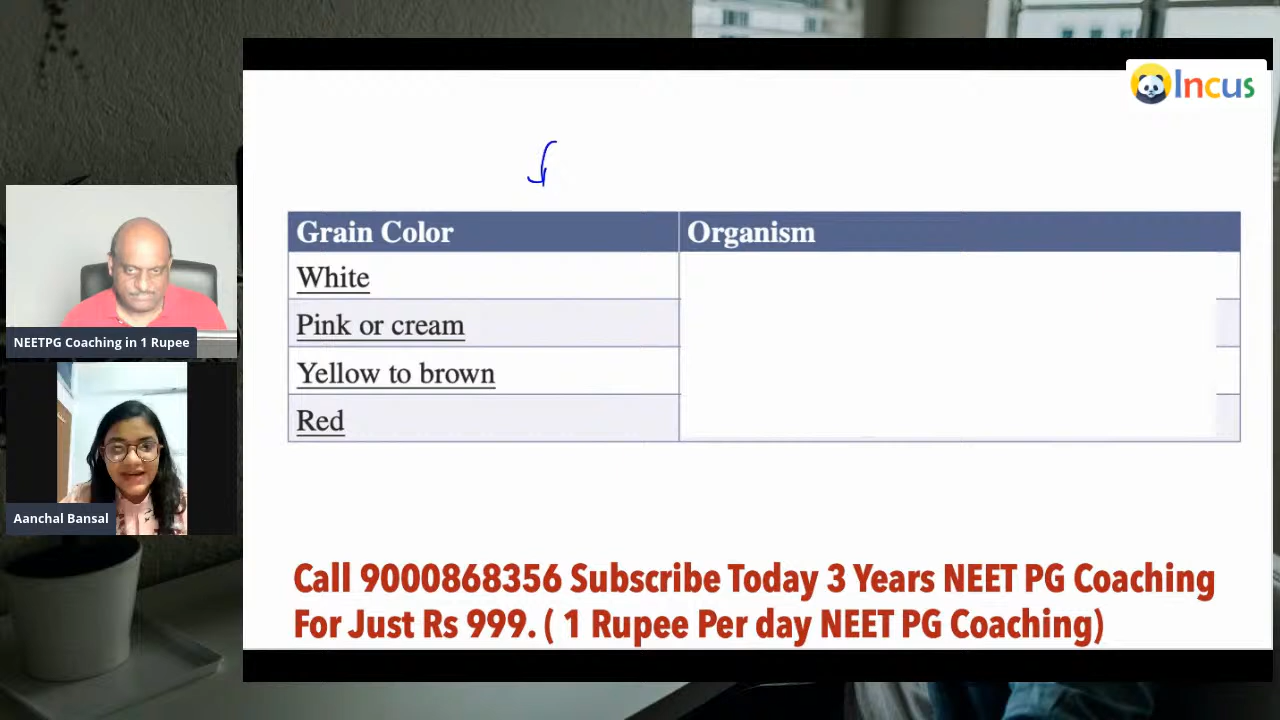 Incus
NEETPG Coaching in 1 Rupee
Aanchal Bansal
Grain Color Organism
White
Pink or cream
Yellow to brown
Red
Call 9000868356 Subscribe Today 3 Years NEET PG Coaching
For Just Rs 999. ( 1 Rupee Per day NEET PG Coaching)